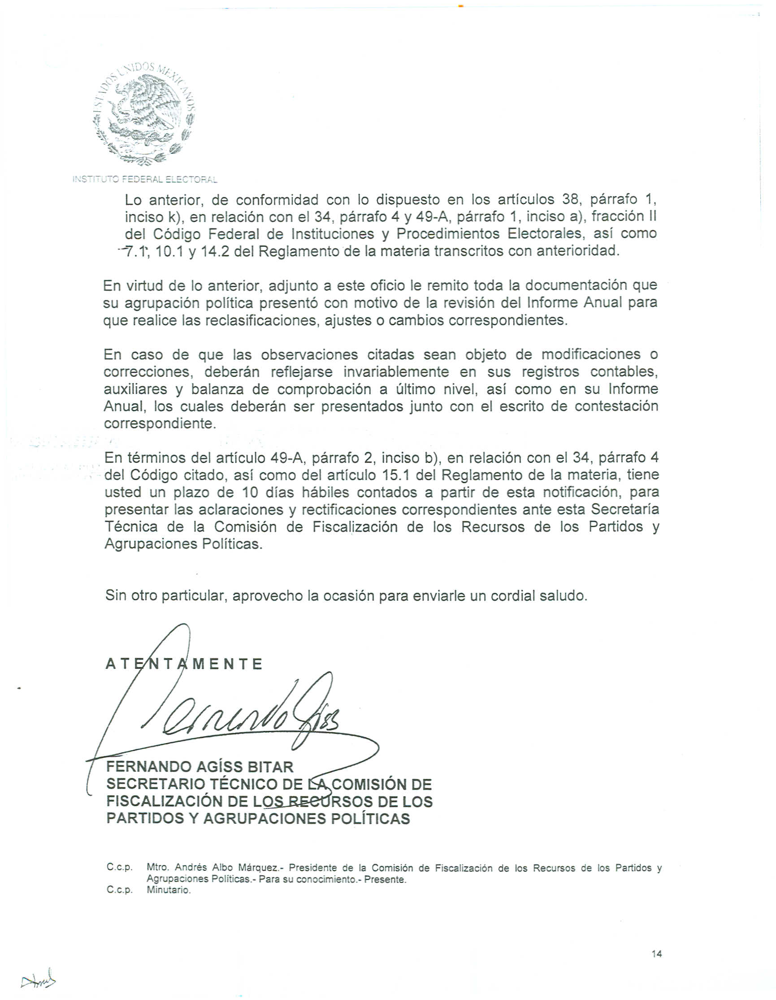 ESTADOS UNIDOS MEXICANOS
INSTITUTO FEDERAL ELECTORAL
Lo anterior, de conformidad con lo dispuesto en los artículos 38, párrafo 1,
inciso k), en relación con el 34, párrafo 4 y 49-A, párrafo 1, inciso a), fracción II
del Código Federal de Instituciones y Procedimientos Electorales, así como
7.1, 10.1 y 14.2 del Reglamento de la materia transcritos con anterioridad.
En virtud de lo anterior, adjunto a este oficio le remito toda la documentación que
su agrupación política presentó con motivo de la revisión del Informe Anual para
que realice las reclasificaciones, ajustes o cambios correspondientes.
En caso de que las observaciones citadas sean objeto de modificaciones o
correcciones, deberán reflejarse invariablemente en sus registros contables,
auxiliares y balanza de comprobación a último nivel, así como en su Informe
Anual, los cuales deberán ser presentados junto con el escrito de contestación
correspondiente.
En términos del artículo 49-A, párrafo 2, inciso b), en relación con el 34, párrafo 4
del Código citado, así como del artículo 15.1 del Reglamento de la materia, tiene
usted un plazo de 10 días hábiles contados a partir de esta notificación, para
presentar las aclaraciones y rectificaciones correspondientes ante esta Secretaría
Técnica de la Comisión de Fiscalización de los Recursos de los Partidos y
Agrupaciones Políticas.
Sin otro particular, aprovecho la ocasión para enviarle un cordial saludo.
A T E N T A M E N T E
Fernando Agiss
FERNANDO AGÍSS BITAR
SECRETARIO TÉCNICO DE LA COMISIÓN DE
FISCALIZACIÓN DE LOS RECURSOS DE LOS
PARTIDOS Y AGRUPACIONES POLÍTICAS
C.c.p. Mtro. Andrés Albo Márquez.- Presidente de la Comisión de Fiscalización de los Recursos de los Partidos y
Agrupaciones Políticas.- Para su conocimiento.- Presente.
C.c.p. Minutario.
14